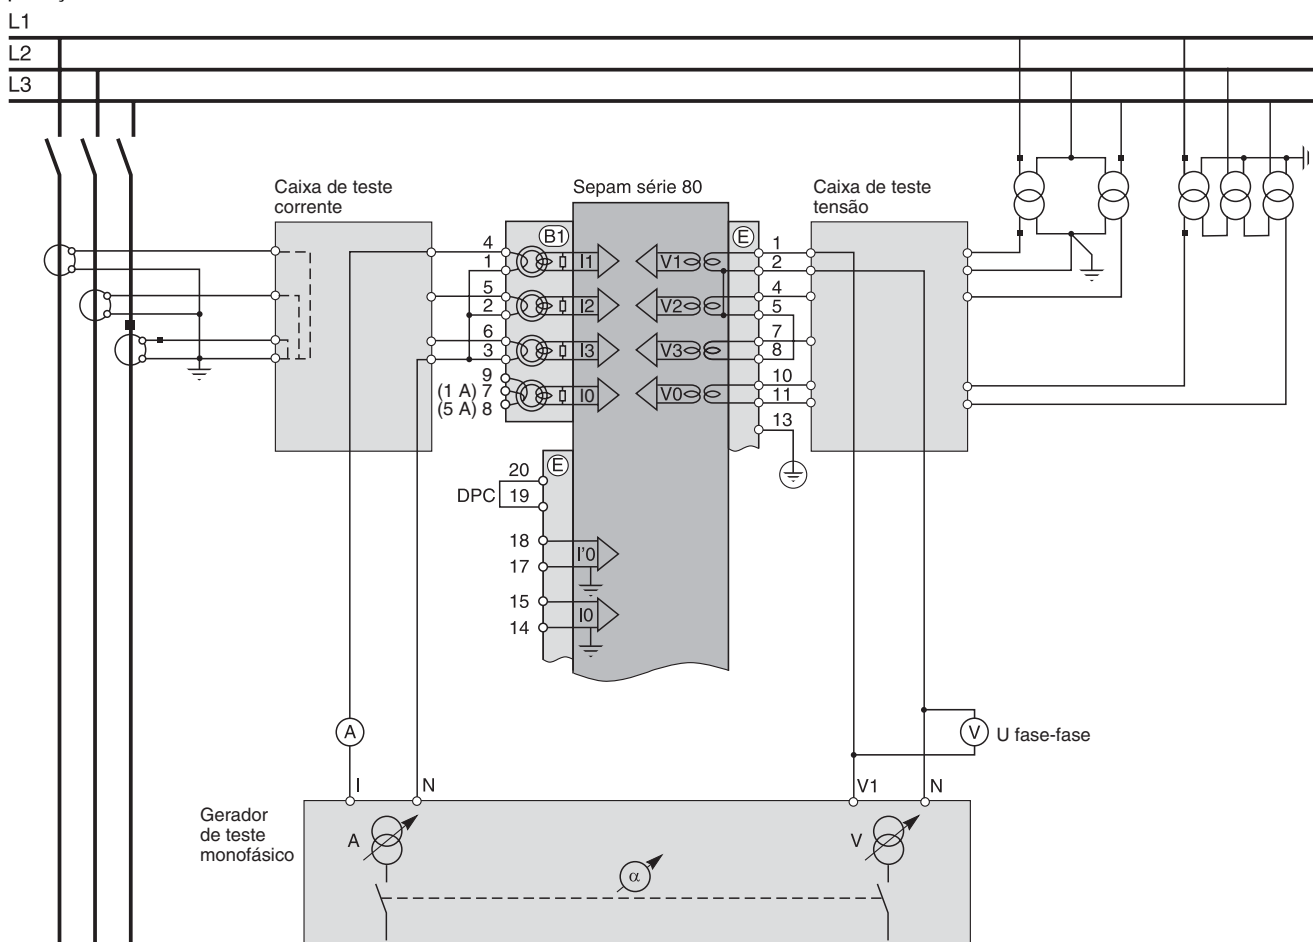 L1
L2
L3
Caixa de teste
corrente
Sepam série 80
Caixa de teste
tensão
B1
E
4
1
5
2
6
3
9
(1 A) 7
(5 A) 8
I1
I2
I3
I0
V1
V2
V3
V0
1
2
4
5
7
8
10
11
13
E
20
DPC 19
18
17
15
14
I'0
I0
A
V
U fase-fase
I
N
V1
N
Gerador
de teste
monofásico
A
α
V